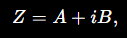 Z = A + iB,